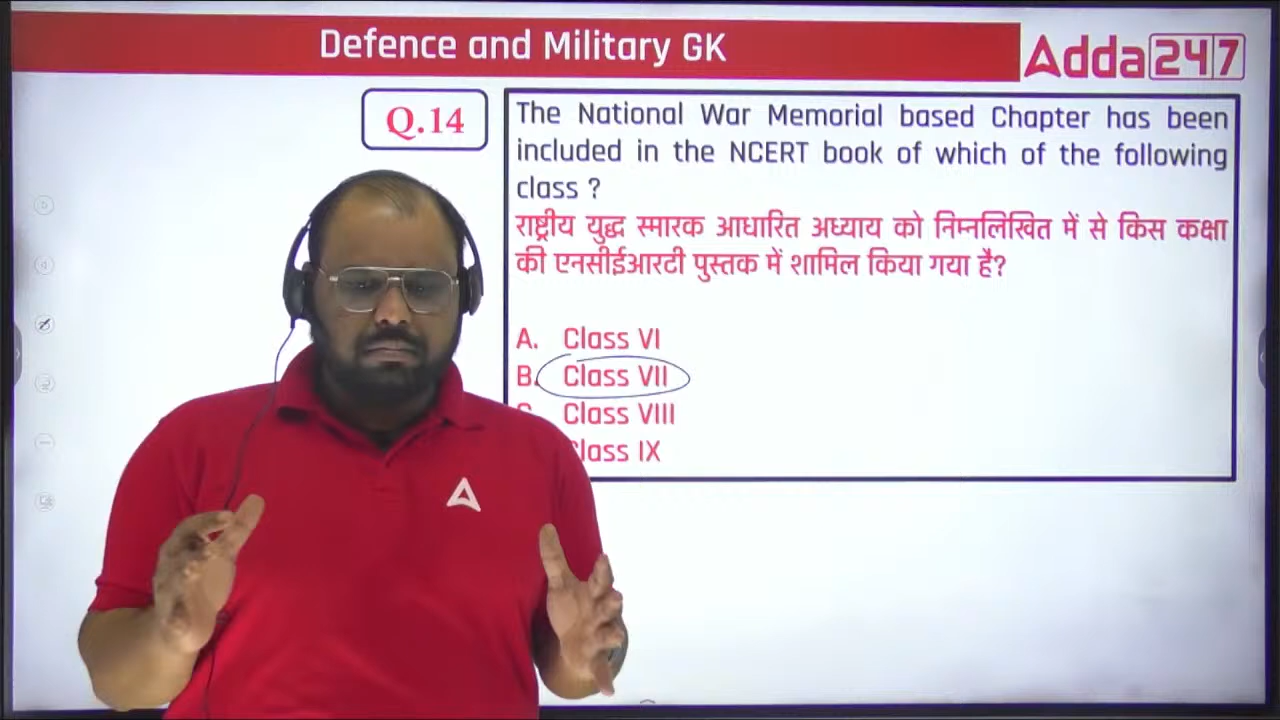 Defence and Military GK
Adda247
Q.14
The National War Memorial based Chapter has been
included in the NCERT book of which of the following
class ?
राष्ट्रीय युद्ध स्मारक आधारित अध्याय को निम्नलिखित में से किस कक्षा
की एनसीईआरटी पुस्तक में शामिल किया गया है?
A. Class VI
B. Class VII
Class VIII
Class IX